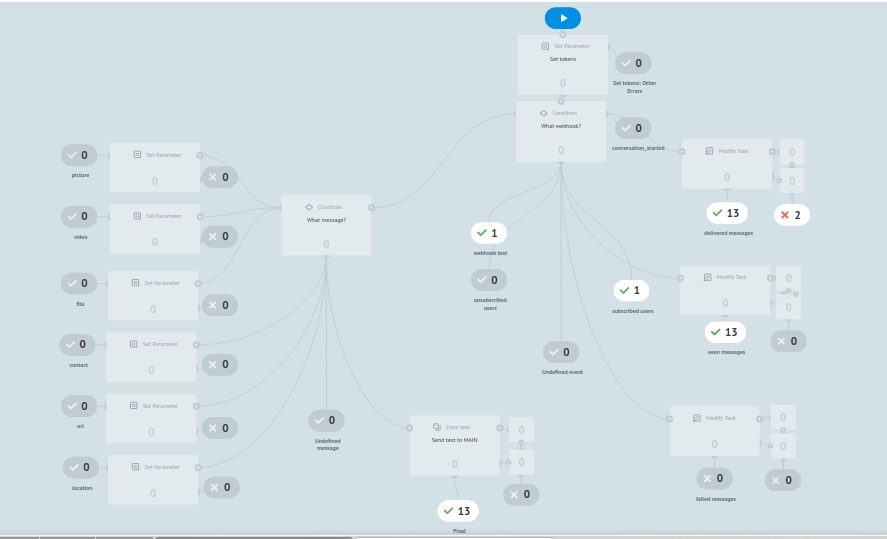 Set Parameter
Set tokens
0
0
Set tokens: Other
Errors
Condition
What webhook?
0
0
conversation_started
Modify Task
0
0
0
13
delivered messages
2
0
picture
Set Parameter
0
0
0
video
Set Parameter
0
0
Condition
What message?
0
1
webhook test
0
unsubscribed
users
1
subscribed users
Modify Task
0
0
0
13
seen messages
0
0
file
Set Parameter
0
0
0
contact
Set Parameter
0
0
0
Undefined event
0
url
Set Parameter
0
0
0
Undefined
message
Copy task
Send text to MAIN
0
0
0
0
13
Final
Modify Task
0
0
0
0
failed messages
0
0
location
Set Parameter
0
0